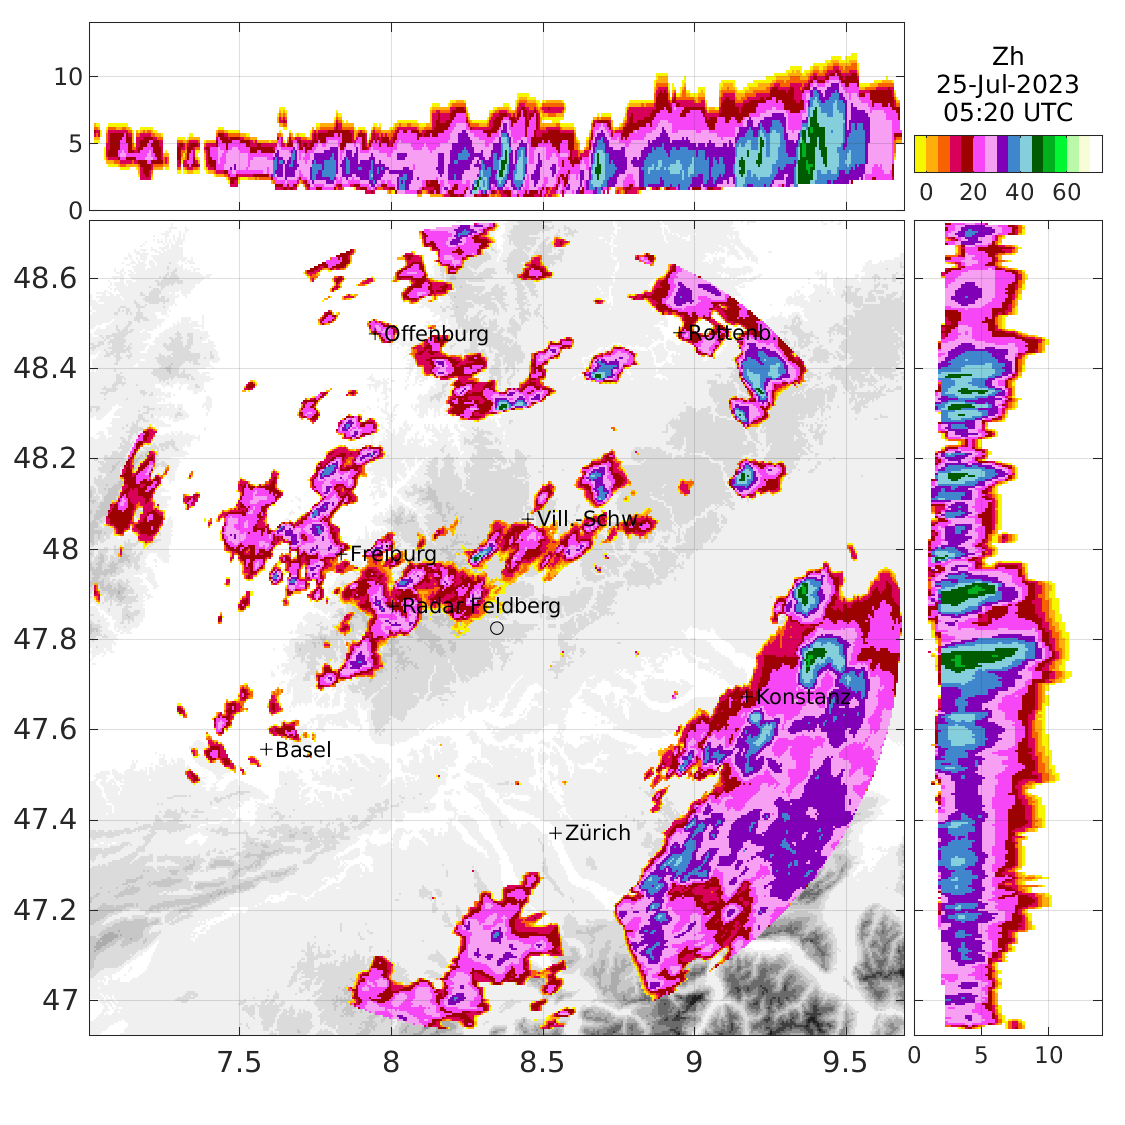 Zh
25-Jul-2023
05:20 UTC
10
5
0
0 20 40 60
48.6
48.4
48.2
48
47.8
47.6
47.4
47.2
47
+Offenburg
+Rottenb
+Vill.-Schw.
+Freiburg
+Radar Feldberg
+Konstanz
+Basel
+Zürich
7.5 8 8.5 9 9.5
0 5 10